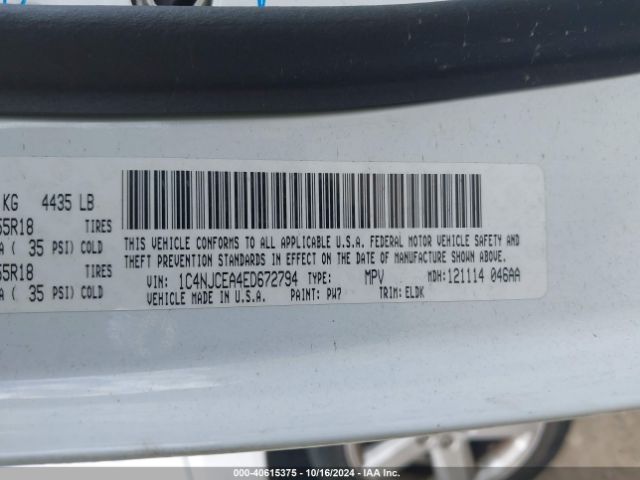 KG 4435 LB
55R18 TIRES
( 35 PSI) COLD
55R18 TIRES
( 35 PSI) COLD
THIS VEHICLE CONFORMS TO ALL APPLICABLE U.S.A. FEDERAL MOTOR VEHICLE SAFETY AND
THEFT PREVENTION STANDARDS IN EFFECT ON THE DATE OF MANUFACTURE SHOWN ABOVE.
VIN: 1C4NJCEA4ED672794 TYPE: MPV MDH: 121114 046AA
VEHICLE MADE IN U.S.A. PAINT: PW7 TRIM: ELDK
000-40615375 - 10/16/2024 - IAA Inc.